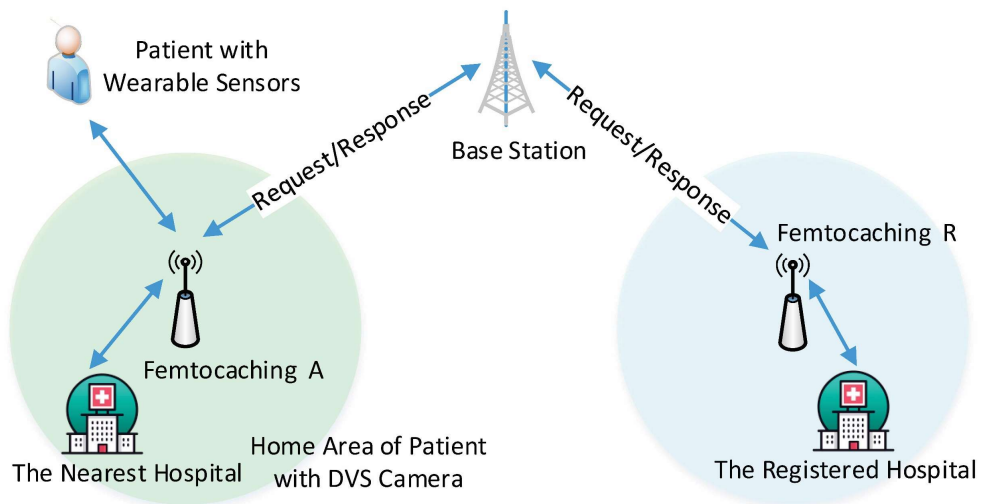 Patient with
Wearable Sensors
Request/Response
Base Station
Request/Response
Femtocaching R
Femtocaching A
The Nearest Hospital
Home Area of Patient
with DVS Camera
The Registered Hospital